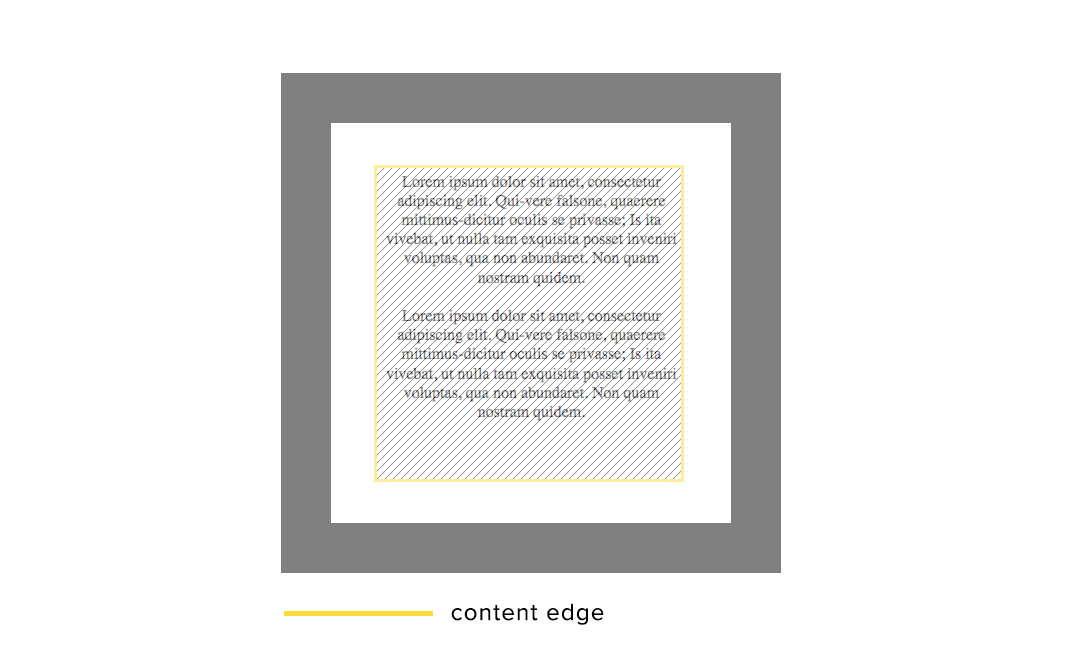 Lorem ipsum dolor sit amet, consectetur
adipiscing elit. Qui-vere falsone, quaerere
mittimus-dicitur oculis se privasse; Is ita
vivebat, ut nulla tam exquisita posset inveniri
voluptas, qua non abundaret. Non quam
nostram quidem.
Lorem ipsum dolor sit amet, consectetur
adipiscing elit. Qui-vere falsone, quaerere
mittimus-dicitur oculis se privasse; Is ita
vivebat, ut nulla tam exquisita posset inveniri
voluptas, qua non abundaret. Non quam
nostram quidem.
content edge